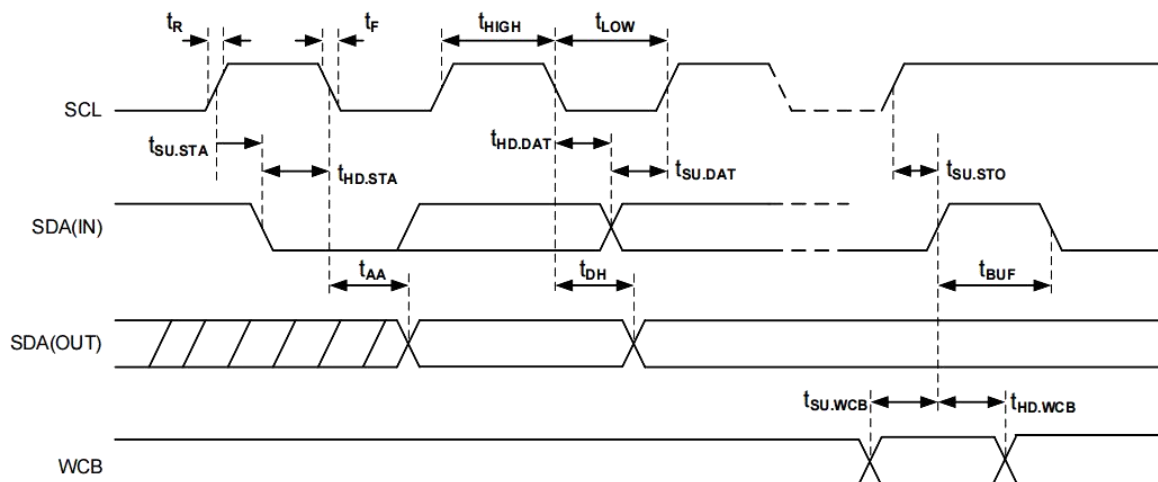 tR tF tHIGH tLOW
SCL
tSU.STA tHD.STA tHD.DAT tSU.DAT tSU.STO
SDA(IN)
tAA tDH tBUF
SDA(OUT)
tSU.WCB tHD.WCB
WCB